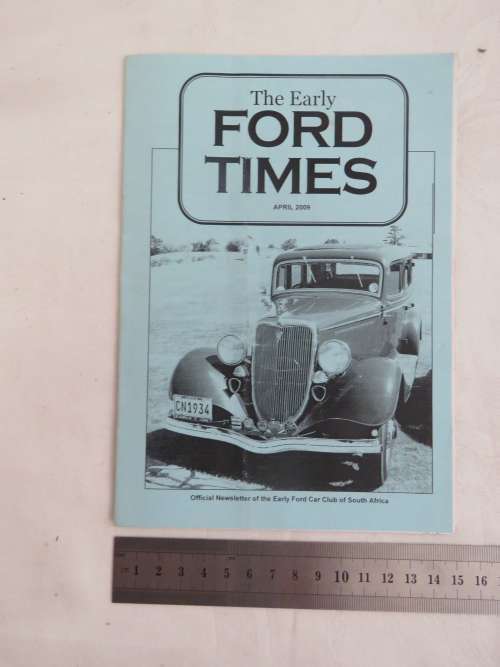 The Early
FORD
TIMES
APRIL 2009
CN1934
Official Newsletter of the Early Ford Car Club of South Africa
1 2 3 4 5 6 7 8 9 10 11 12 13 14 15 16